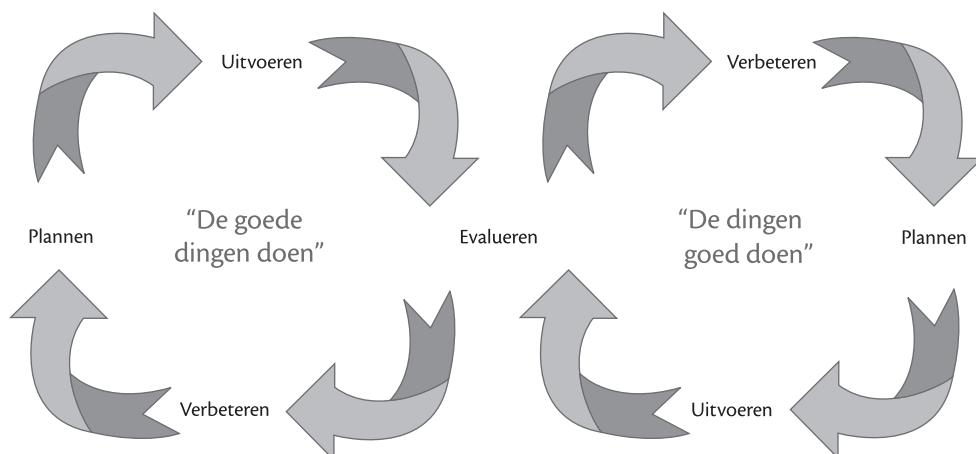 Uitvoeren
Verbeteren
“De goede
dingen doen”
“De dingen
goed doen”
Plannen
Evalueren
Plannen
Verbeteren
Uitvoeren